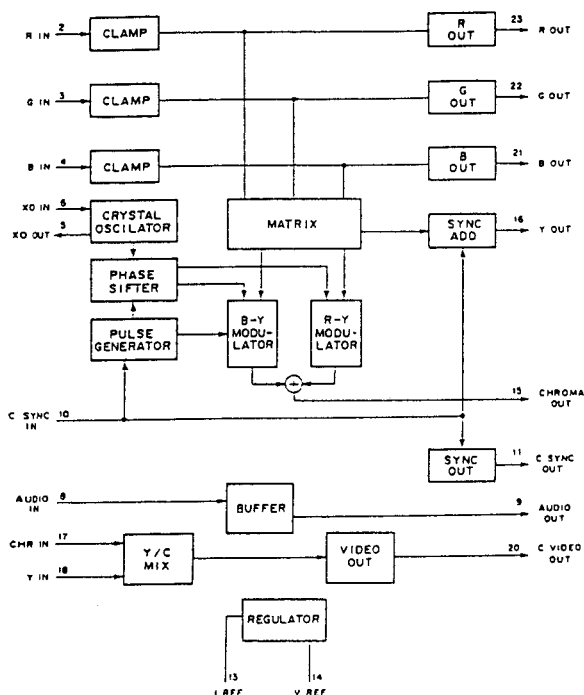 R IN 2 CLAMP R OUT 23 R OUT
G IN 3 CLAMP G OUT 22 G OUT
B IN 4 CLAMP B OUT 21 B OUT
XO IN 6
XO OUT 5
CRYSTAL
OSCILATOR
MATRIX
SYNC
ADD
16 Y OUT
PHASE
SIFTER
PULSE
GENERATOR
B-Y
MODU-
LATOR
R-Y
MODU-
LATOR
+
15 CHROMA
OUT
C SYNC
IN
10
SYNC
OUT
11 C SYNC
OUT
AUDIO
IN
8
BUFFER
9 AUDIO
OUT
CHR IN 17
Y IN 18
Y/C
MIX
VIDEO
OUT
20 C VIDEO
OUT
REGULATOR
13 14
I REF V REF